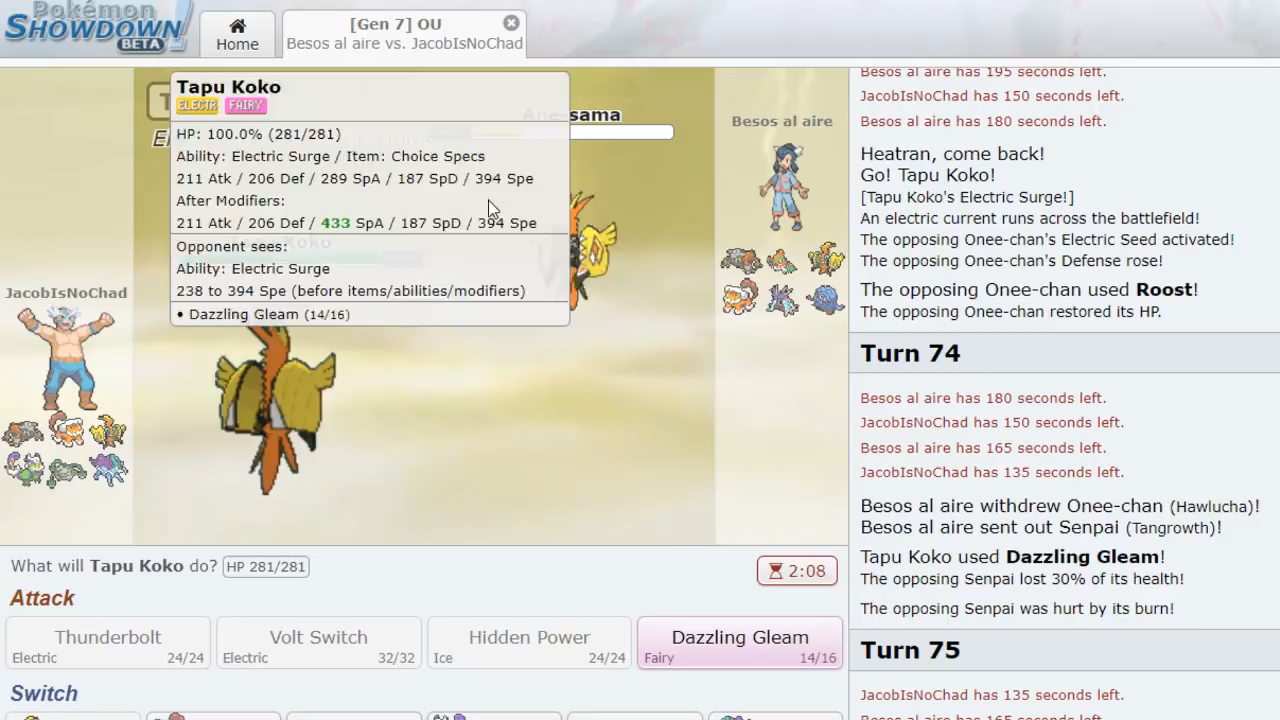 Pokémon
SHOWDOWN!
BETA
Home
[Gen 7] OU
Besos al aire vs. JacobIsNoChad
Tapu Koko
ELECTR FAIRY
HP: 100.0% (281/281)
Ability: Electric Surge / Item: Choice Specs
211 Atk / 206 Def / 289 SpA / 187 SpD / 394 Spe
After Modifiers:
211 Atk / 206 Def / 433 SpA / 187 SpD / 394 Spe
Opponent sees:
Ability: Electric Surge
238 to 394 Spe (before items/abilities/modifiers)
• Dazzling Gleam (14/16)
JacobIsNoChad
Besos al aire
What will Tapu Koko do? HP 281/281
2:08
Attack
Thunderbolt
Electric 24/24
Volt Switch
Electric 32/32
Hidden Power
Ice 24/24
Dazzling Gleam
Fairy 14/16
Switch
Besos al aire has 195 seconds left.
JacobIsNoChad has 150 seconds left.
Besos al aire has 180 seconds left.
Heatran, come back!
Go! Tapu Koko!
[Tapu Koko's Electric Surge!]
An electric current runs across the battlefield!
The opposing Onee-chan's Electric Seed activated!
The opposing Onee-chan's Defense rose!
The opposing Onee-chan used Roost!
The opposing Onee-chan restored its HP.
Turn 74
Besos al aire has 180 seconds left.
JacobIsNoChad has 150 seconds left.
Besos al aire has 165 seconds left.
JacobIsNoChad has 135 seconds left.
Besos al aire withdrew Onee-chan (Hawlucha)!
Besos al aire sent out Senpai (Tangrowth)!
Tapu Koko used Dazzling Gleam!
The opposing Senpai lost 30% of its health!
The opposing Senpai was hurt by its burn!
Turn 75
JacobIsNoChad has 135 seconds left.
Besos al aire has 165 seconds left.